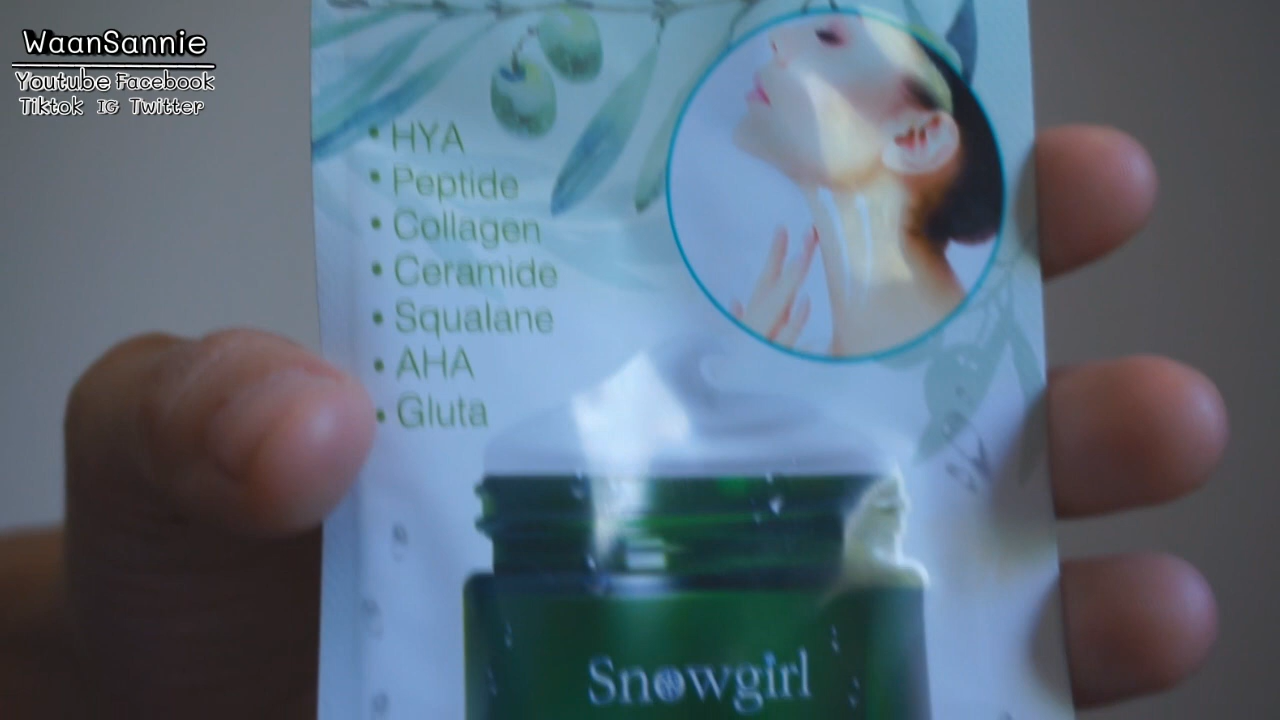 WaanSannie
Youtube Facebook
Tiktok IG Twitter
• HYA
• Peptide
• Collagen
• Ceramide
• Squalane
• AHA
• Gluta
Snowgirl